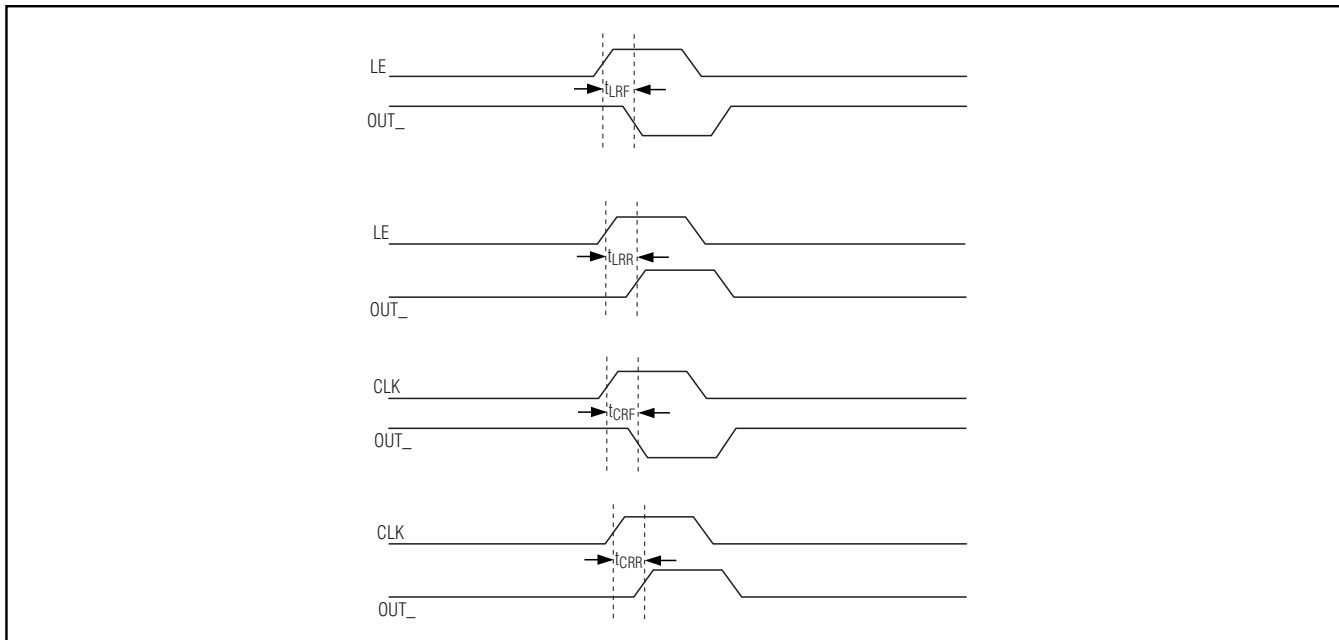 LE
tLRF
OUT_
LE
tLRR
OUT_
CLK
tCRF
OUT_
CLK
tCRR
OUT_